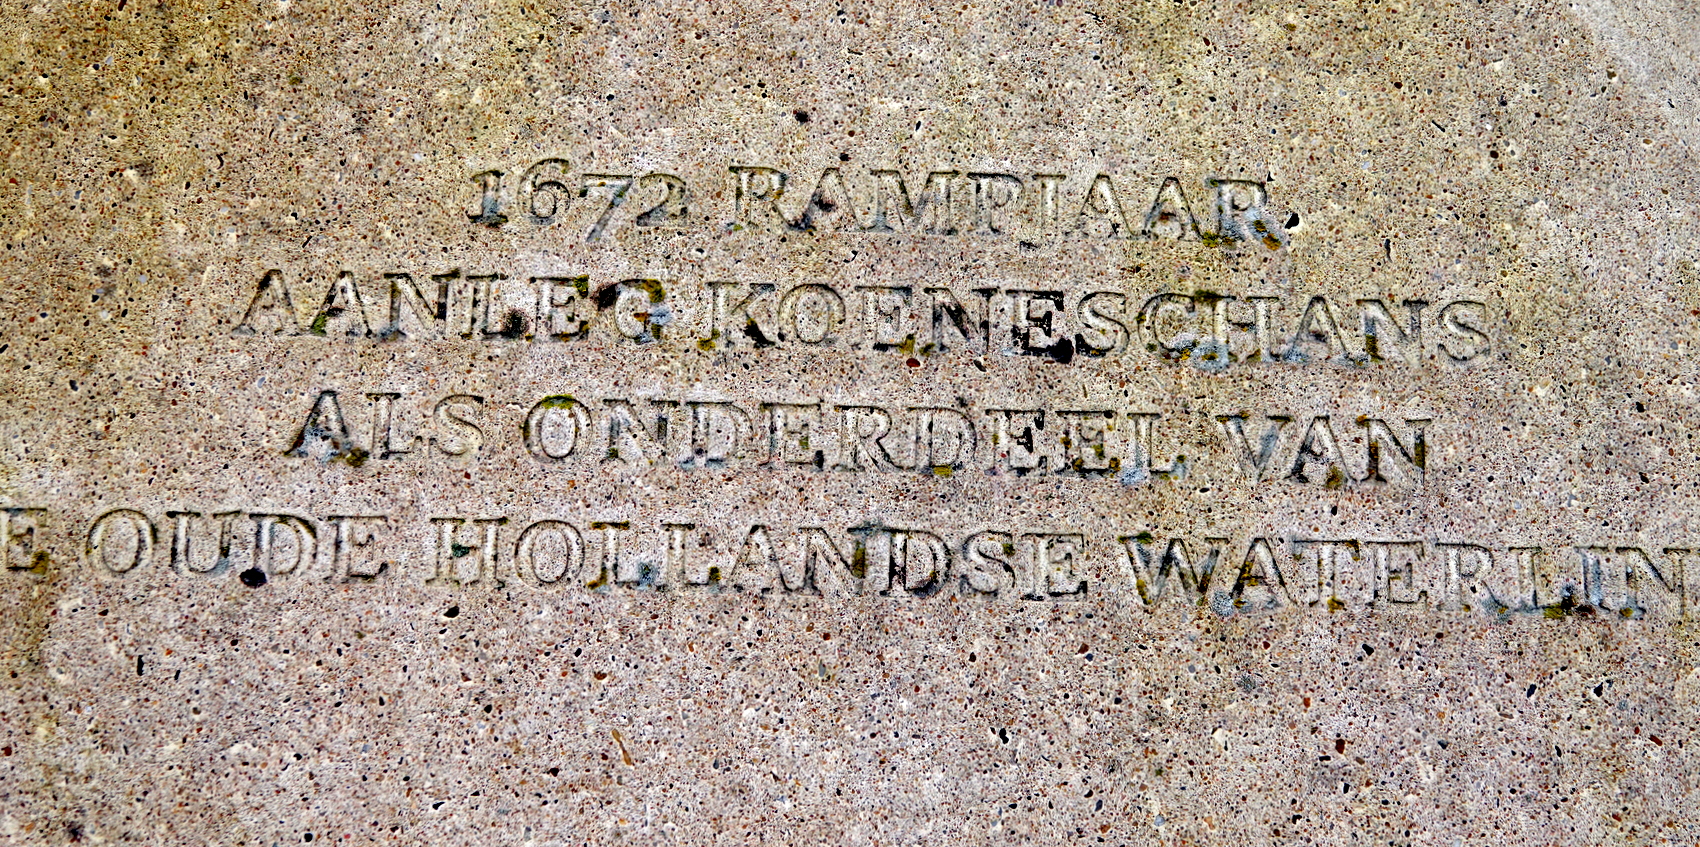 1672 RAMPJAAR
AANLEG KOENESCHANS
ALS ONDERDEEL VAN
E OUDE HOLLANDSE WATERLIN